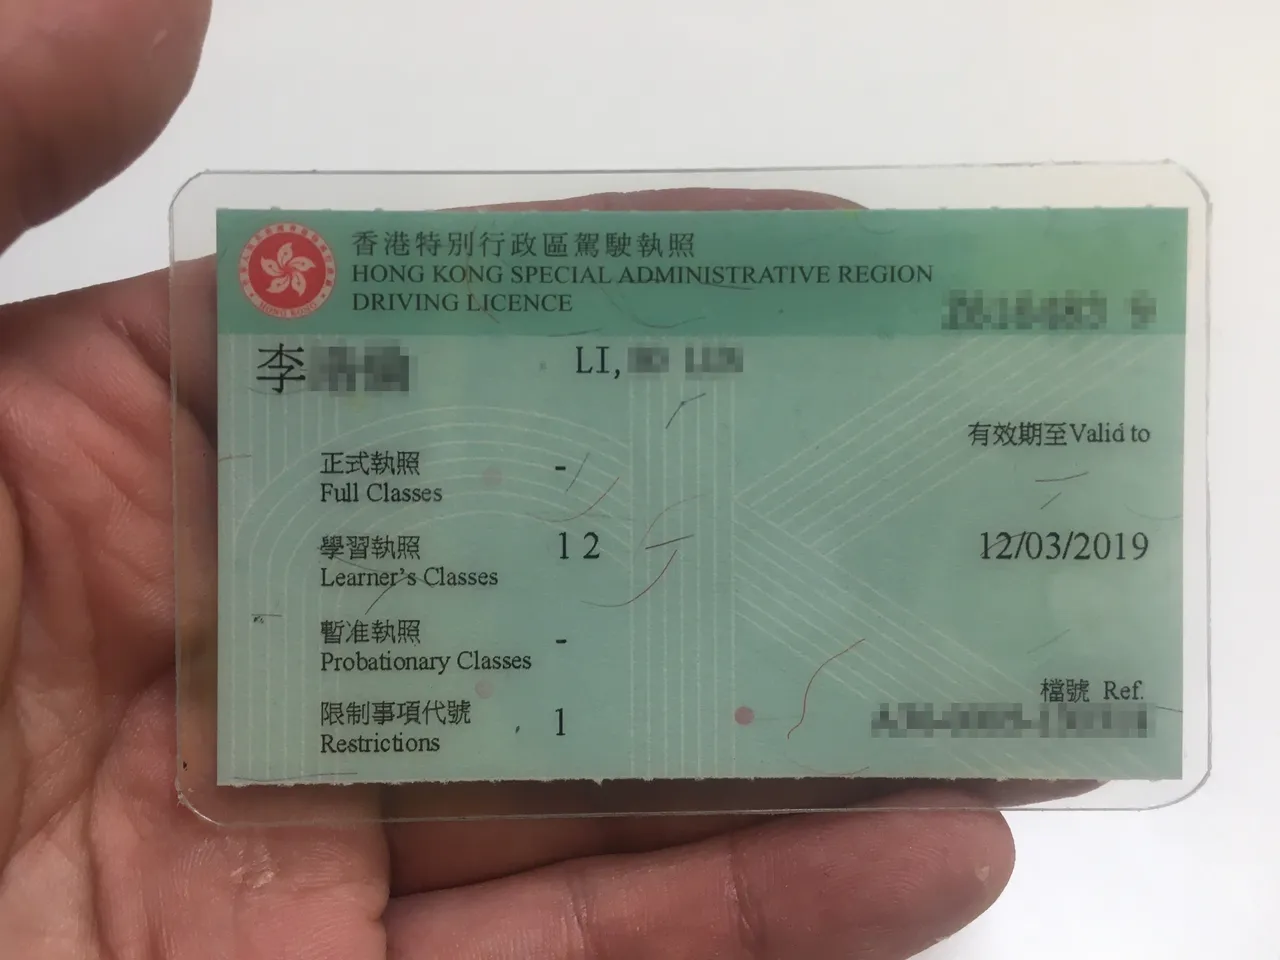 香港特別行政區駕駛執照
HONG KONG SPECIAL ADMINISTRATIVE REGION
DRIVING LICENCE
李
LI,
有效期至Valid to
正式執照 -
Full Classes
學習執照 1 2
Learner's Classes
12/03/2019
暫准執照 -
Probationary Classes
檔號 Ref.
限制事項代號 1
Restrictions